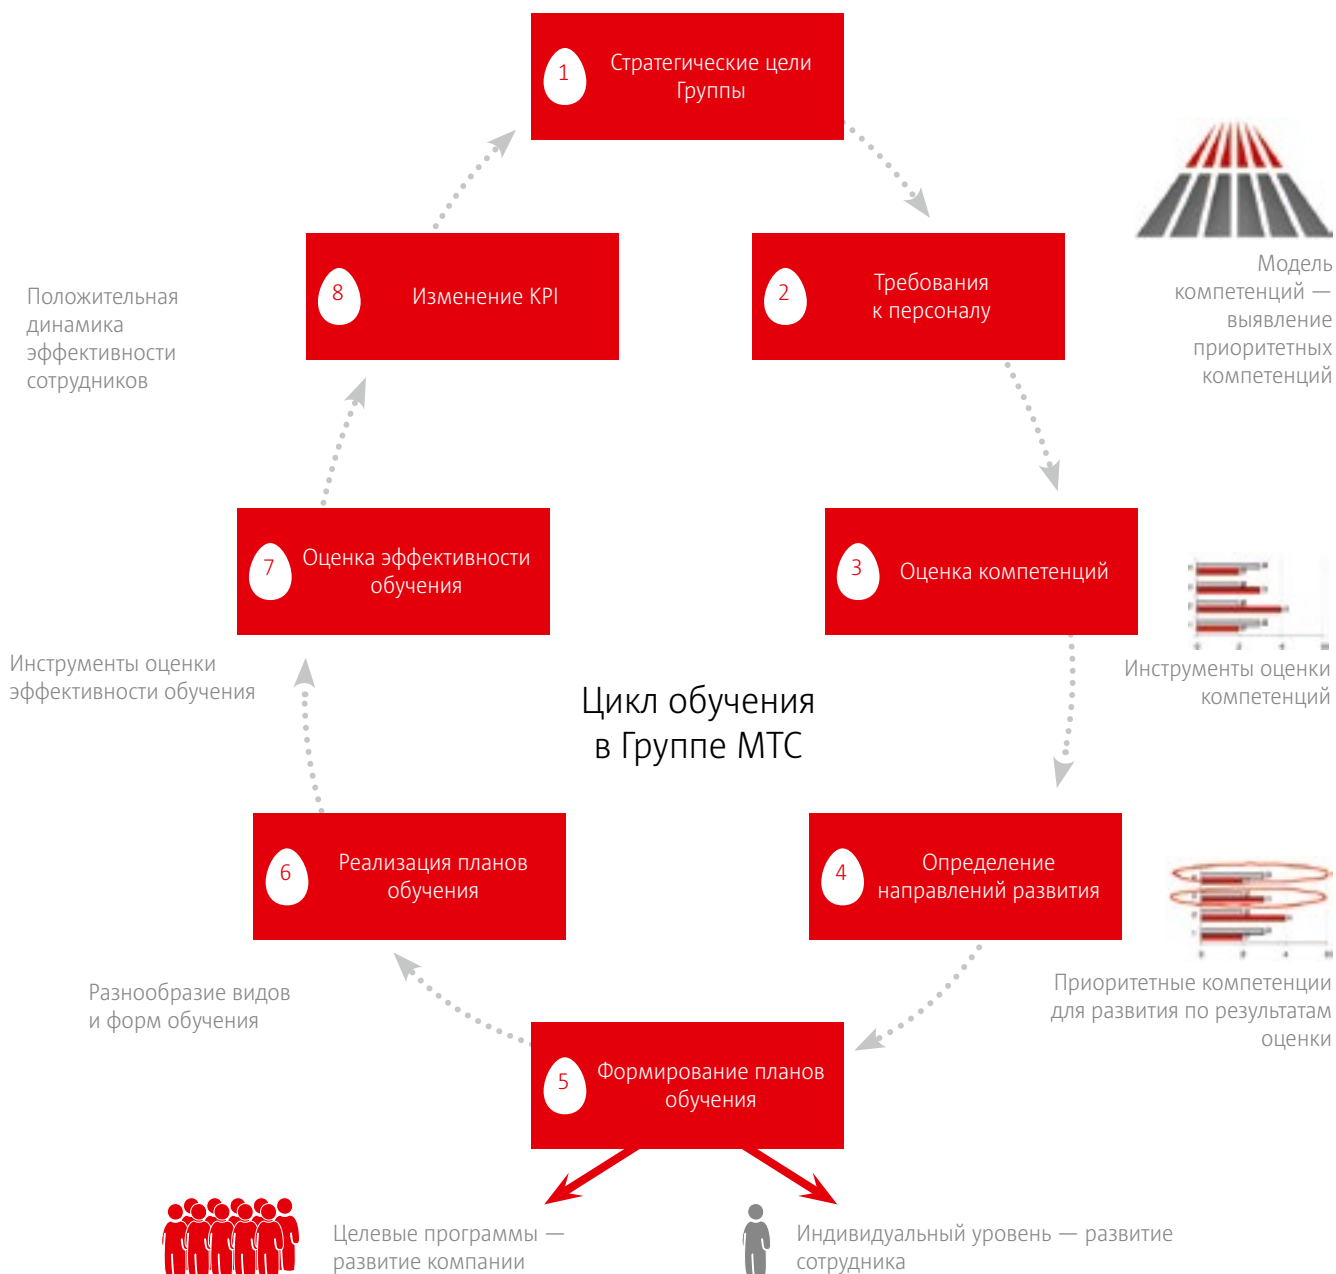 1
Стратегические цели
Группы
2
Требования
к персоналу
Модель
компетенций —
выявление
приоритетных
компетенций
3
Оценка компетенций
Инструменты оценки
компетенций
4
Определение
направлений развития
Приоритетные компетенции
для развития по результатам
оценки
5
Формирование планов
обучения
Целевые программы —
развитие компании
Индивидуальный уровень — развитие
сотрудника
6
Реализация планов
обучения
Разнообразие видов
и форм обучения
7
Оценка эффективности
обучения
Инструменты оценки
эффективности обучения
8
Изменение KPI
Положительная
динамика
эффективности
сотрудников
Цикл обучения
в Группе МТС